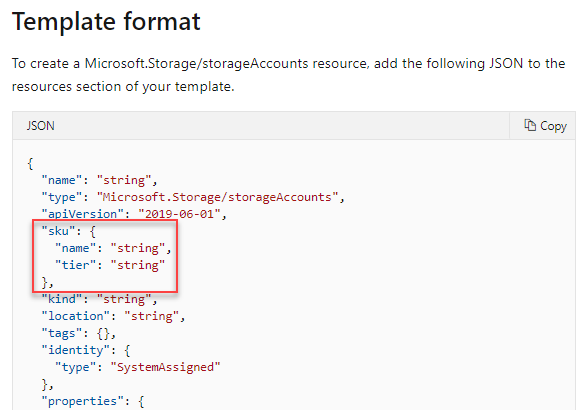 Template format
To create a Microsoft.Storage/storageAccounts resource, add the following JSON to the
resources section of your template.
JSON
Copy
{
  "name": "string",
  "type": "Microsoft.Storage/storageAccounts",
  "apiVersion": "2019-06-01",
  "sku": {
    "name": "string",
    "tier": "string"
  },
  "kind": "string",
  "location": "string",
  "tags": {},
  "identity": {
    "type": "SystemAssigned"
  },
  "properties": {